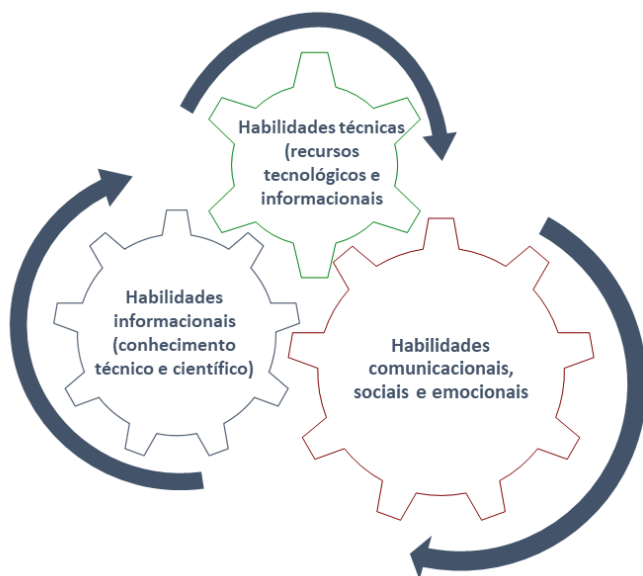 Habilidades técnicas
(recursos
tecnológicos e
informacionais
Habilidades
informacionais
(conhecimento
técnico e científico)
Habilidades
comunicacionais,
sociais e emocionais